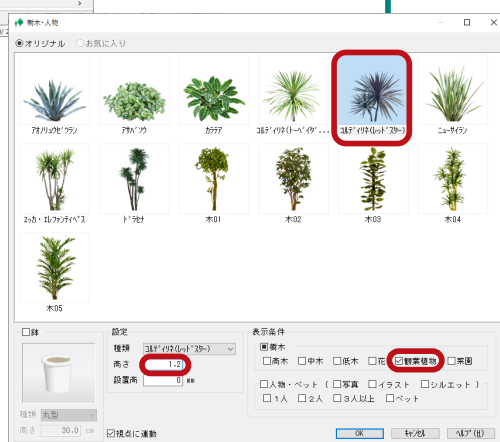 樹木・人物
オリジナル お気に入り
アオノリュウゼツラン アサバソウ カラテア コルディリネ(トーベイダ... コルディリネ(レッドスター) ニューサイラン
ユッカ・エレファンティペス ドラセナ 木01 木02 木03 木04
木05
鉢 設定 表示条件
種類 コルディリネ(レッドスター) 樹木
高さ 1.2 高木 中木 低木 花 観葉植物 菜園
設置高 0 mm
人物・ペット ( 写真 イラスト シルエット )
1人 2人 3人以上 ペット
種類 丸型
高さ 30.0 cm 視点に連動 OK キャンセル ヘルプ(H)